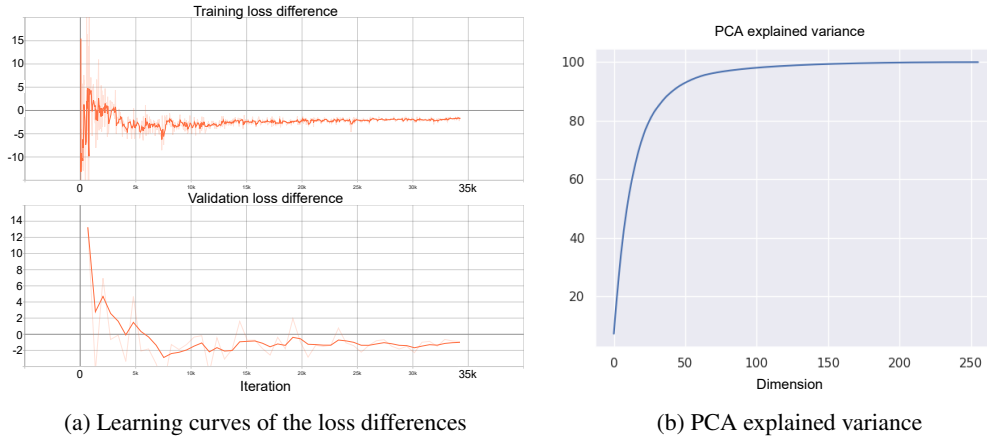 Training loss difference
15
10
5
0
-5
-10
0 5k 10k 15k 20k 25k 30k 35k
Validation loss difference
14
12
10
8
6
4
2
0
-2
0 5k 10k 15k 20k 25k 30k 35k
Iteration
(a) Learning curves of the loss differences
PCA explained variance
100
80
60
40
20
0 50 100 150 200 250
Dimension
(b) PCA explained variance